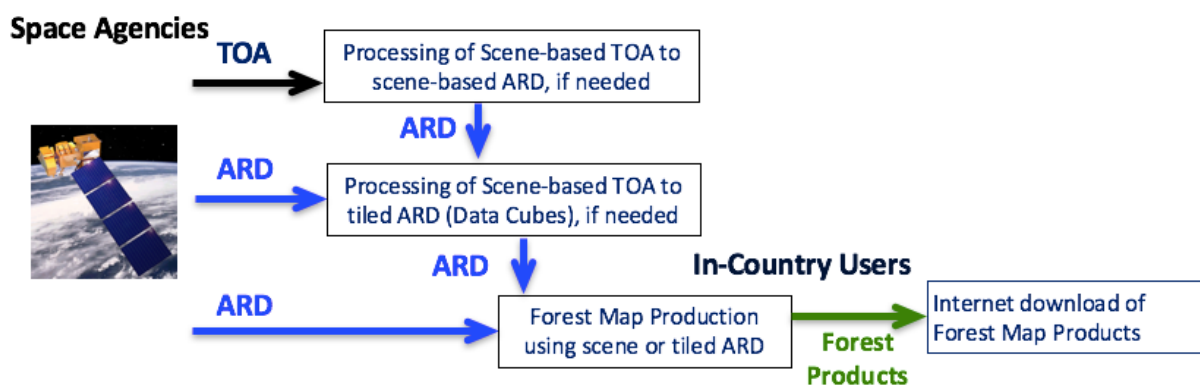 Space Agencies
TOA
Processing of Scene-based TOA to
scene-based ARD, if needed
ARD
ARD
Processing of Scene-based TOA to
tiled ARD (Data Cubes), if needed
ARD
In-Country Users
ARD
Forest Map Production
using scene or tiled ARD
Forest
Products
Internet download of
Forest Map Products